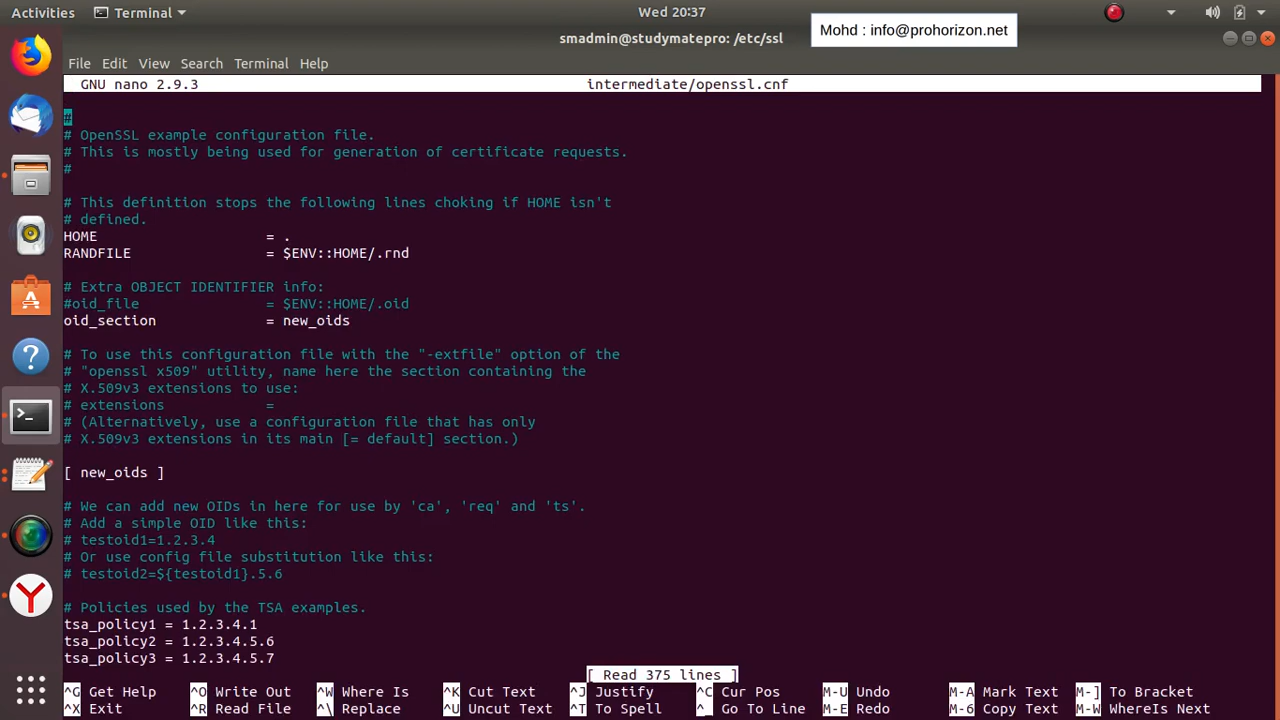 Activities Terminal Wed 20:37
Mohd : info@prohorizon.net
smadmin@studymatepro: /etc/ssl
File Edit View Search Terminal Help
GNU nano 2.9.3 intermediate/openssl.cnf
#
# OpenSSL example configuration file.
# This is mostly being used for generation of certificate requests.
#
# This definition stops the following lines choking if HOME isn't
# defined.
HOME = .
RANDFILE = $ENV::HOME/.rnd
# Extra OBJECT IDENTIFIER info:
#oid_file = $ENV::HOME/.oid
oid_section = new_oids
# To use this configuration file with the "-extfile" option of the
# "openssl x509" utility, name here the section containing the
# X.509v3 extensions to use:
# extensions =
# (Alternatively, use a configuration file that has only
# X.509v3 extensions in its main [= default] section.)
[ new_oids ]
# We can add new OIDs in here for use by 'ca', 'req' and 'ts'.
# Add a simple OID like this:
# testoid1=1.2.3.4
# Or use config file substitution like this:
# testoid2=${testoid1}.5.6
# Policies used by the TSA examples.
tsa_policy1 = 1.2.3.4.1
tsa_policy2 = 1.2.3.4.5.6
tsa_policy3 = 1.2.3.4.5.7
[ Read 375 lines ]
^G Get Help ^O Write Out ^W Where Is ^K Cut Text ^J Justify ^C Cur Pos M-U Undo M-A Mark Text M-] To Bracket
^X Exit ^R Read File ^\ Replace ^U Uncut Text ^T To Spell ^_ Go To Line M-E Redo M-6 Copy Text M-W WhereIs Next